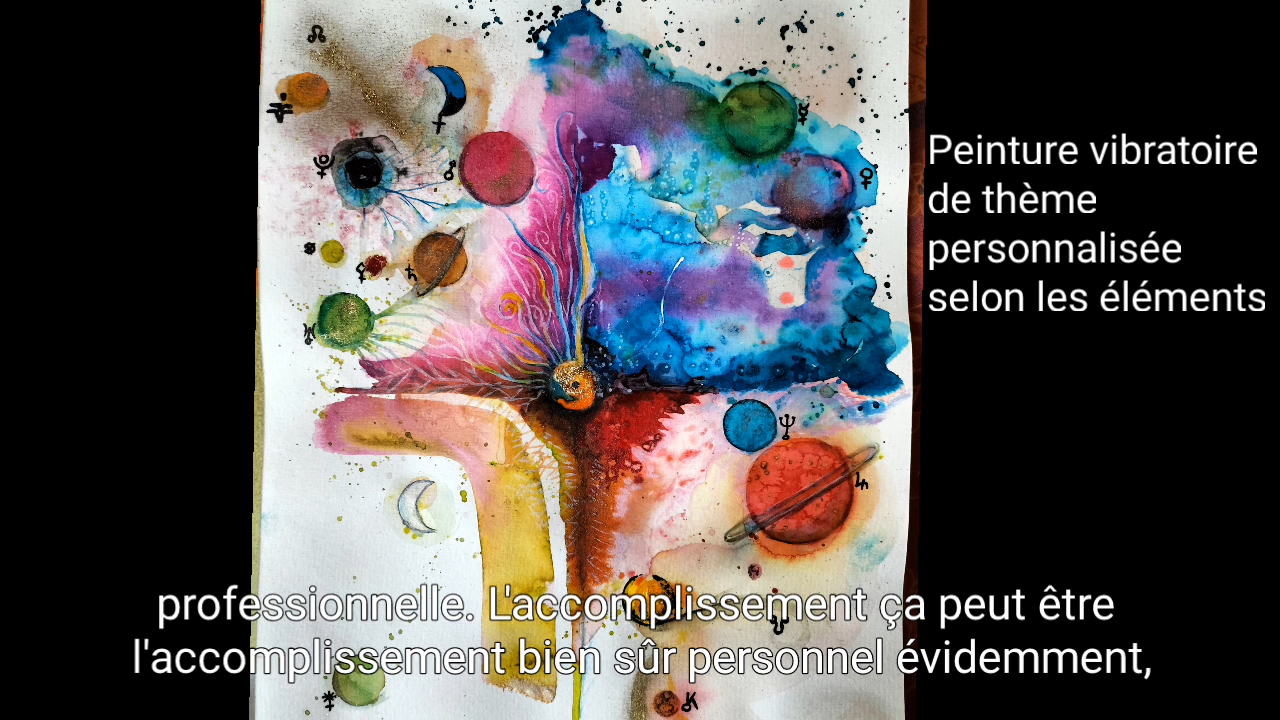 Peinture vibratoire
de thème
personnalisée
selon les éléments
professionnelle. L'accomplissement ça peut être
l'accomplissement bien sûr personnel évidemment,